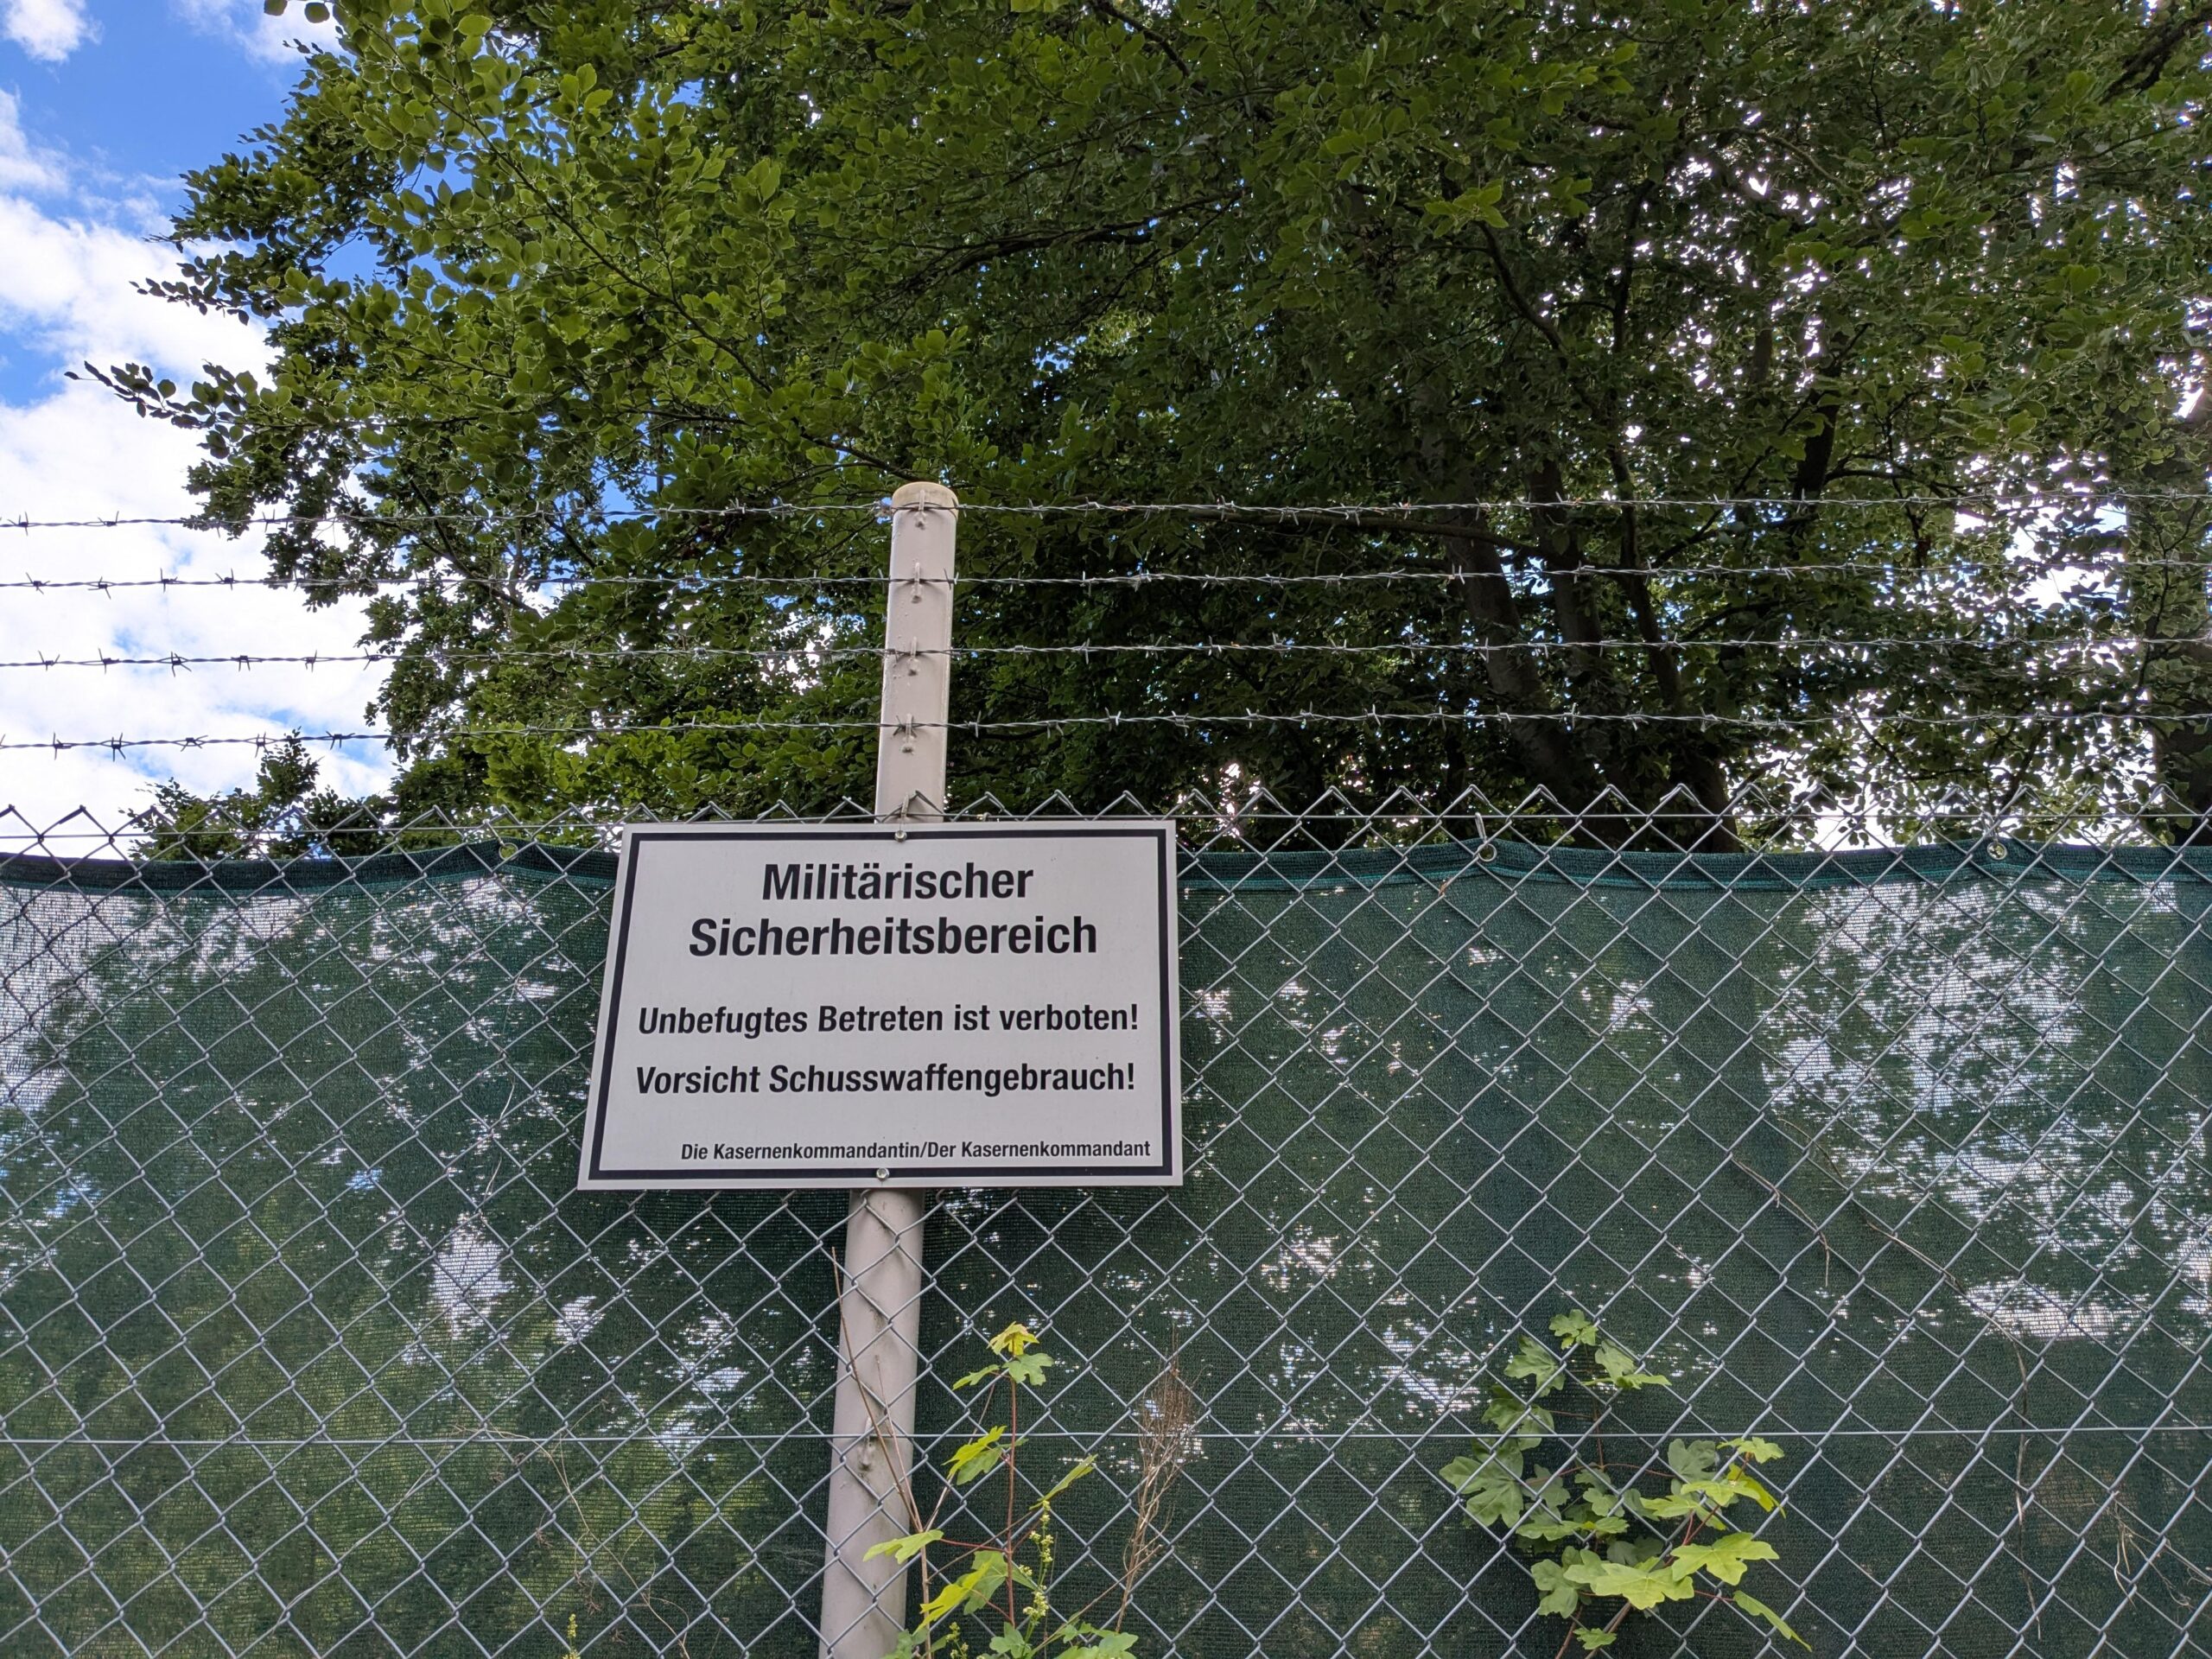 Militärischer
Sicherheitsbereich
Unbefugtes Betreten ist verboten!
Vorsicht Schusswaffengebrauch!
Die Kasernenkommandantin/Der Kasernenkommandant